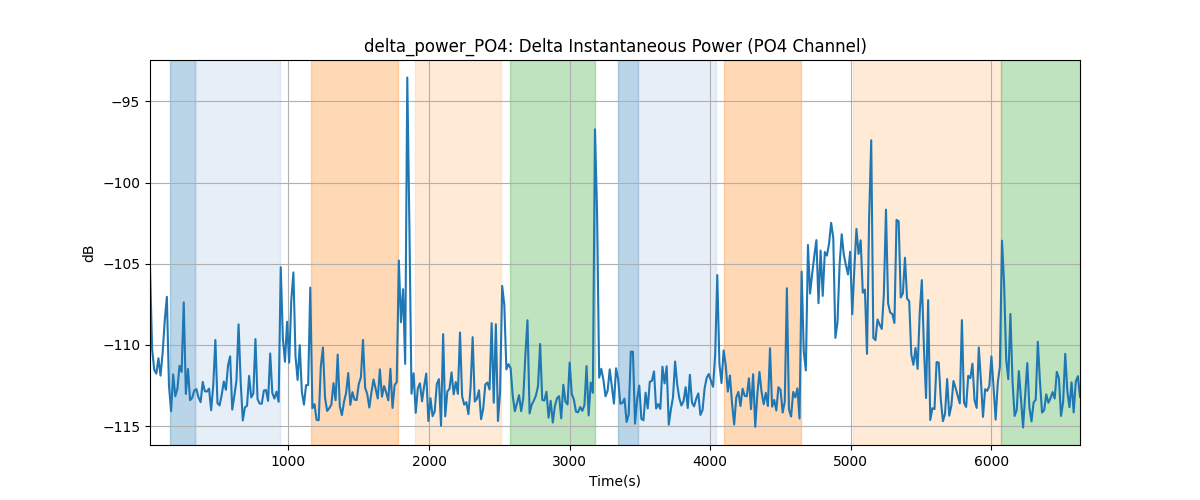 delta_power_PO4: Delta Instantaneous Power (PO4 Channel)
−95
−100
−105
−110
−115
dB
1000 2000 3000 4000 5000 6000
Time(s)